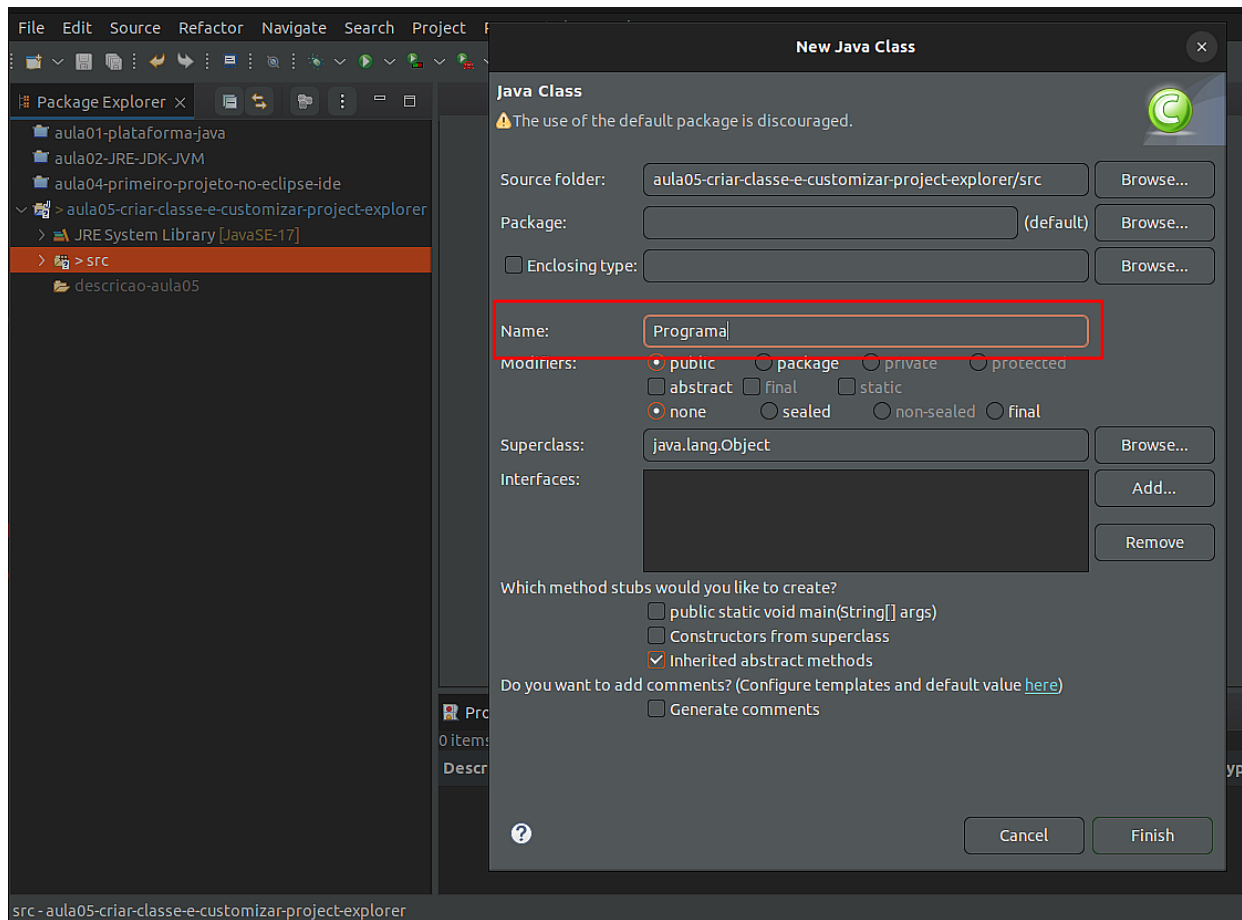 File Edit Source Refactor Navigate Search Project
New Java Class
Package Explorer
aula01-plataforma-java
aula02-JRE-JDK-JVM
aula04-primeiro-projeto-no-eclipse-ide
> aula05-criar-classe-e-customizar-project-explorer
JRE System Library [JavaSE-17]
> src
descricao-aula05
Java Class
The use of the default package is discouraged.
Source folder: aula05-criar-classe-e-customizar-project-explorer/src Browse...
Package: (default) Browse...
Enclosing type: Browse...
Name: Programa
Modifiers: public package private protected
abstract final static
none sealed non-sealed final
Superclass: java.lang.Object Browse...
Interfaces: Add...
Remove
Which method stubs would you like to create?
public static void main(String[] args)
Constructors from superclass
Inherited abstract methods
Do you want to add comments? (Configure templates and default value here)
Generate comments
Pro
0 items
Descr
Cancel Finish
src - aula05-criar-classe-e-customizar-project-explorer